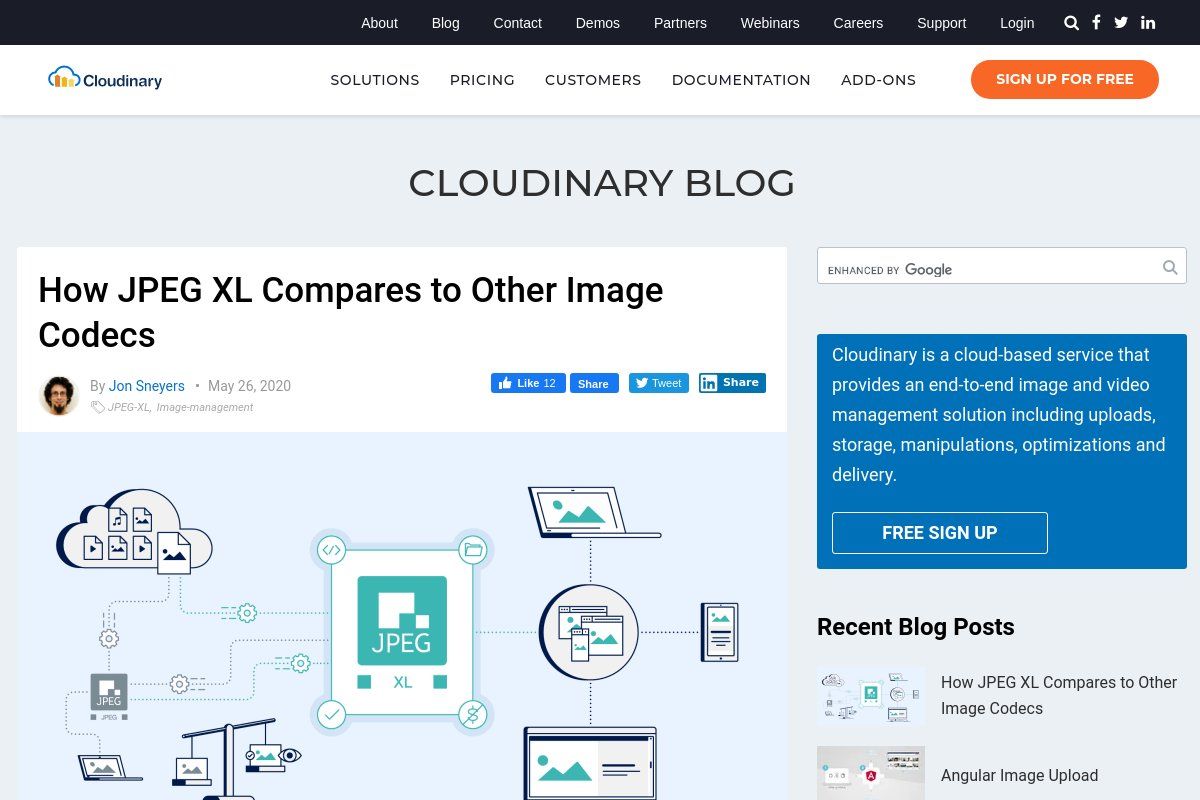 About Blog Contact Demos Partners Webinars Careers Support Login
Cloudinary
SOLUTIONS PRICING CUSTOMERS DOCUMENTATION ADD-ONS
SIGN UP FOR FREE
CLOUDINARY BLOG
How JPEG XL Compares to Other Image
Codecs
By Jon Sneyers • May 26, 2020
JPEG-XL, Image-management
Like 12
Share
Tweet
Share
JPEG
XL
JPEG
JPEG
ENHANCED BY Google
Cloudinary is a cloud-based service that
provides an end-to-end image and video
management solution including uploads,
storage, manipulations, optimizations and
delivery.
FREE SIGN UP
Recent Blog Posts
How JPEG XL Compares to Other
Image Codecs
Angular Image Upload